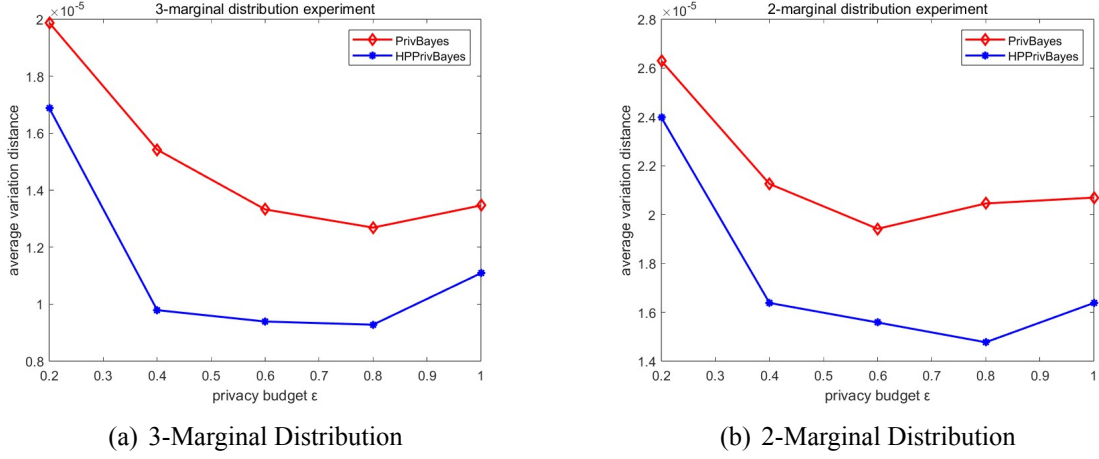 3-marginal distribution experiment
×10⁻⁵
2
1.8
1.6
1.4
1.2
1
0.8
average variation distance
PrivBayes
HPPrivBayes
0.2 0.3 0.4 0.5 0.6 0.7 0.8 0.9 1
privacy budget ε
(a) 3-Marginal Distribution
2-marginal distribution experiment
×10⁻⁵
2.8
2.6
2.4
2.2
2
1.8
1.6
1.4
average variation distance
PrivBayes
HPPrivBayes
0.2 0.3 0.4 0.5 0.6 0.7 0.8 0.9 1
privacy budget ε
(b) 2-Marginal Distribution